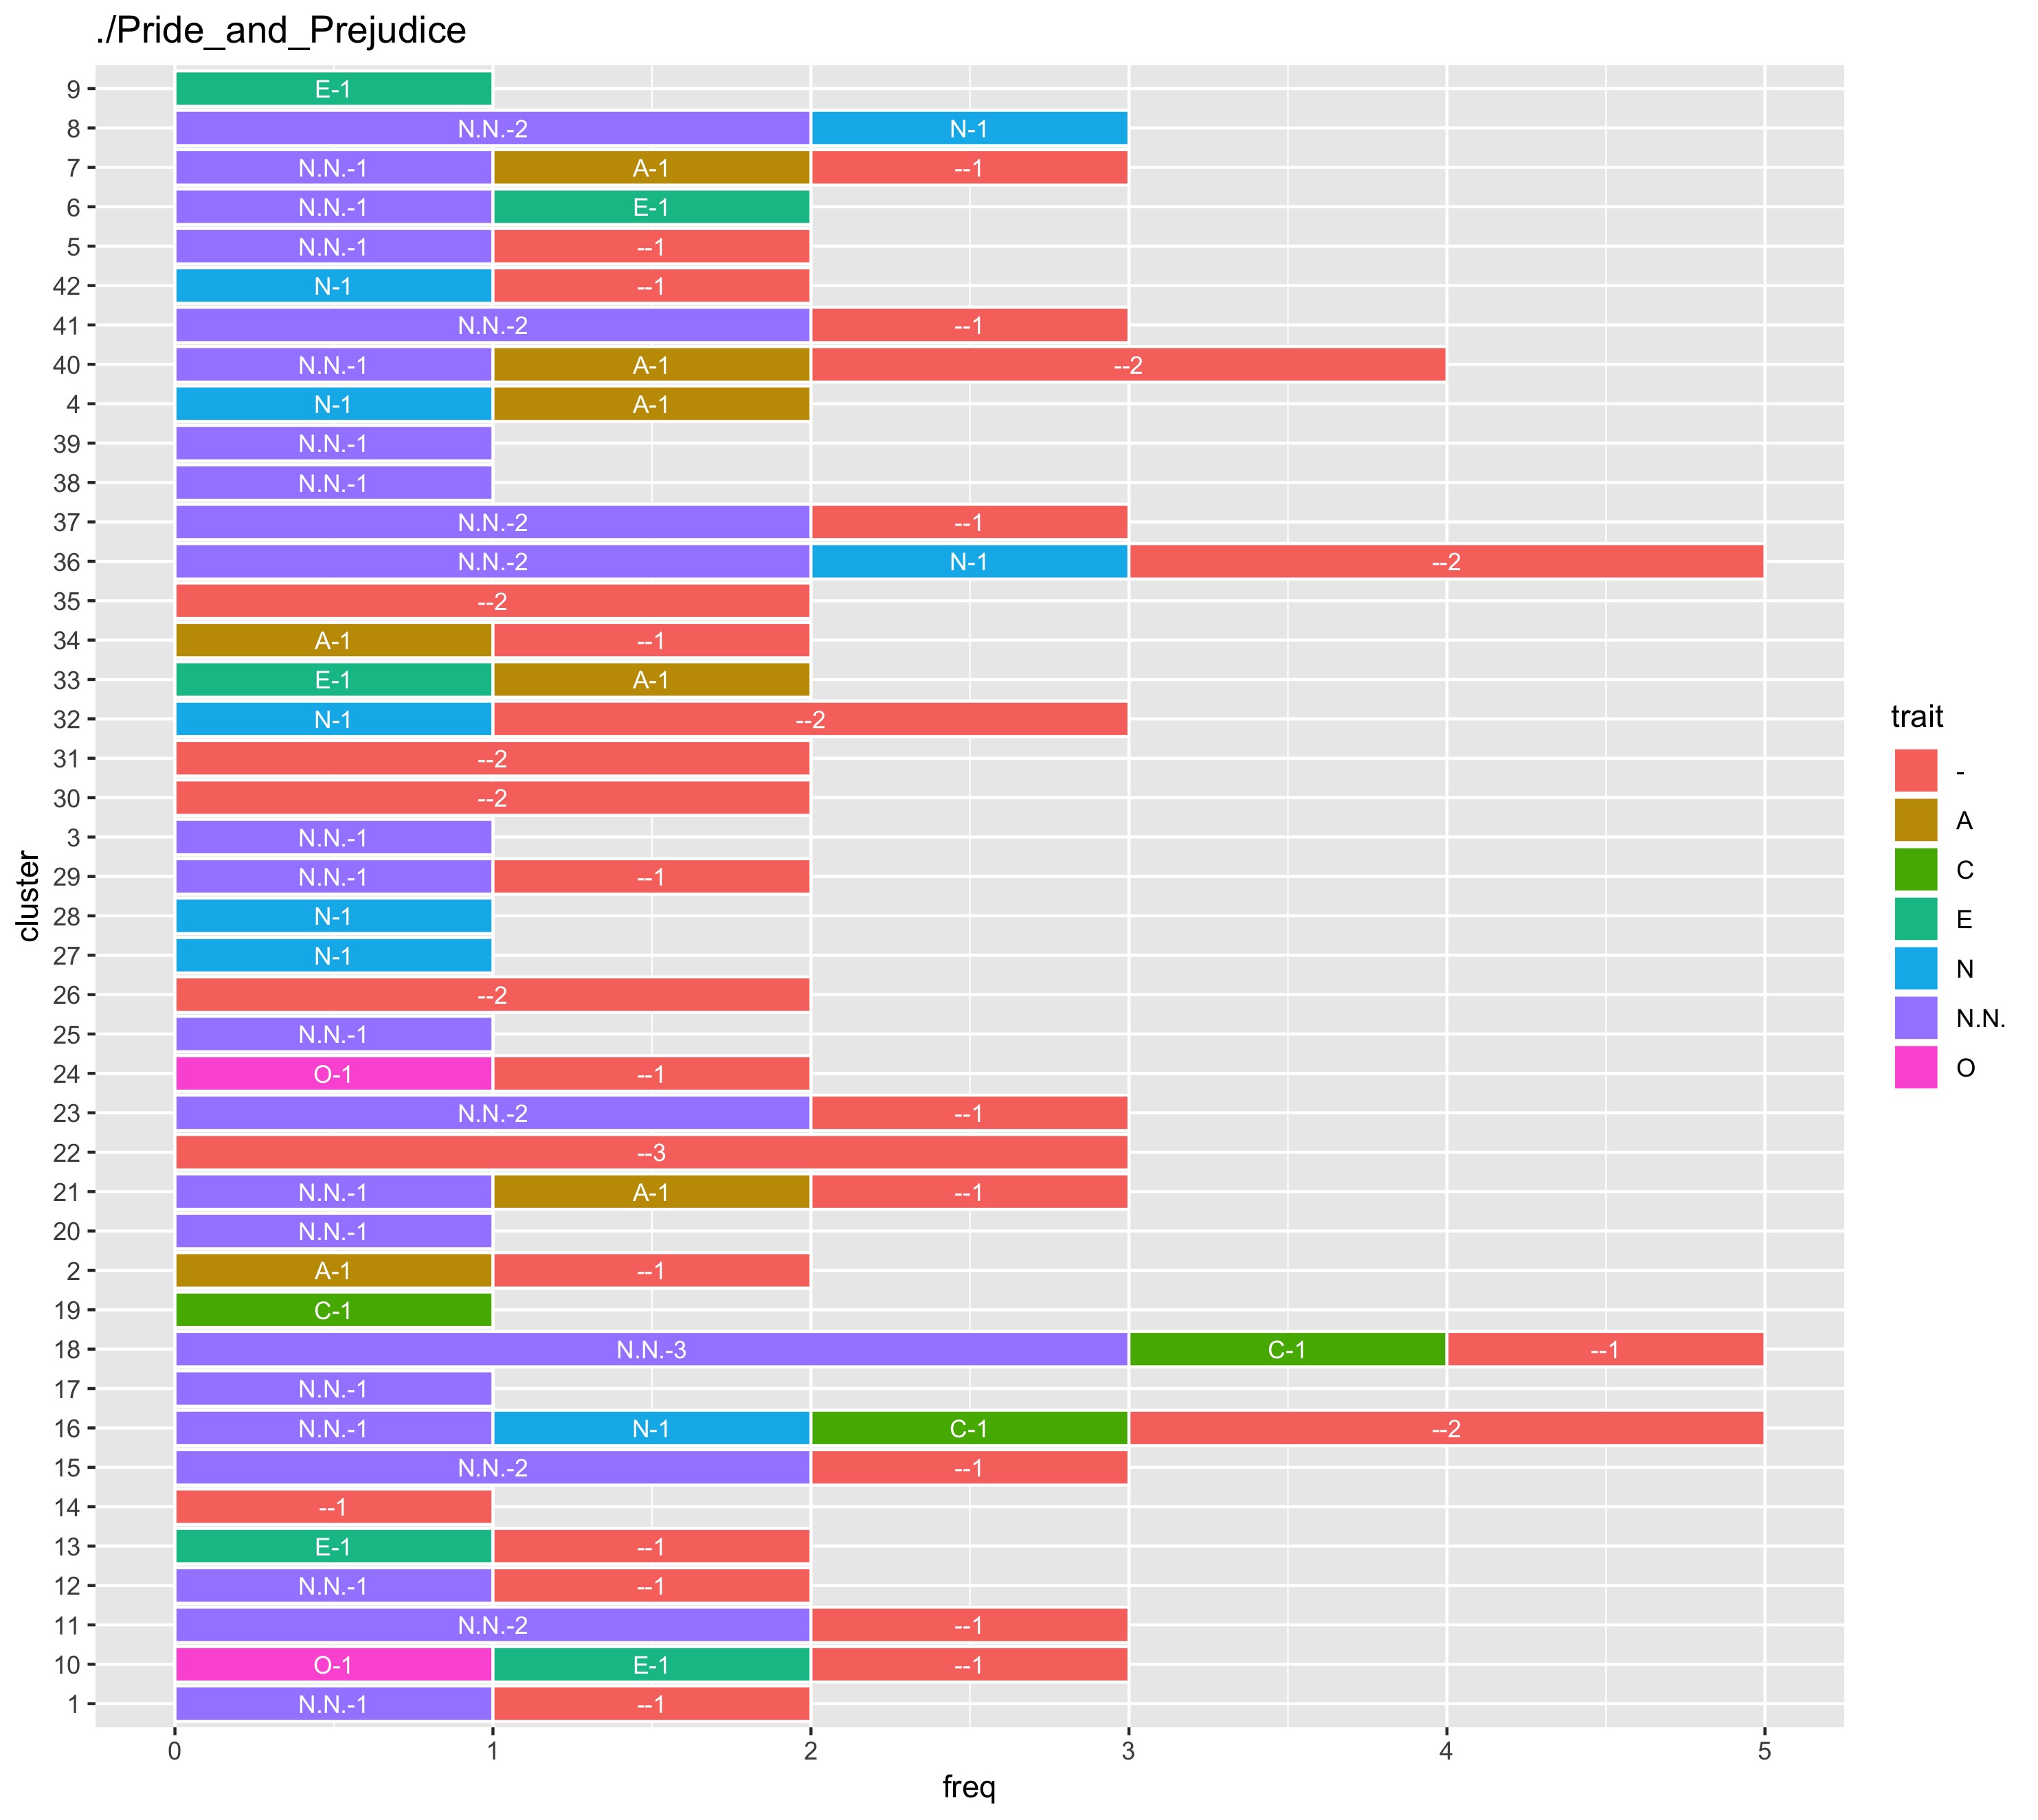 ./Pride_and_Prejudice
9 E-1
8 N.N.-2 N-1
7 N.N.-1 A-1 --1
6 N.N.-1 E-1
5 N.N.-1 --1
42 N-1 --1
41 N.N.-2 --1
40 N.N.-1 A-1 --2
4 N-1 A-1
39 N.N.-1
38 N.N.-1
37 N.N.-2 --1
36 N.N.-2 N-1 --2
35 --2
34 A-1 --1
33 E-1 A-1
32 N-1 --2
31 --2
30 --2
3 N.N.-1
29 N.N.-1 --1
28 N-1
27 N-1
26 --2
25 N.N.-1
24 O-1 --1
23 N.N.-2 --1
22 --3
21 N.N.-1 A-1 --1
20 N.N.-1
2 A-1 --1
19 C-1
18 N.N.-3 C-1 --1
17 N.N.-1
16 N.N.-1 N-1 C-1 --2
15 N.N.-2 --1
14 --1
13 E-1 --1
12 N.N.-1 --1
11 N.N.-2 --1
10 O-1 E-1 --1
1 N.N.-1 --1
0 1 2 3 4 5
freq
cluster
trait
-
A
C
E
N
N.N.
O